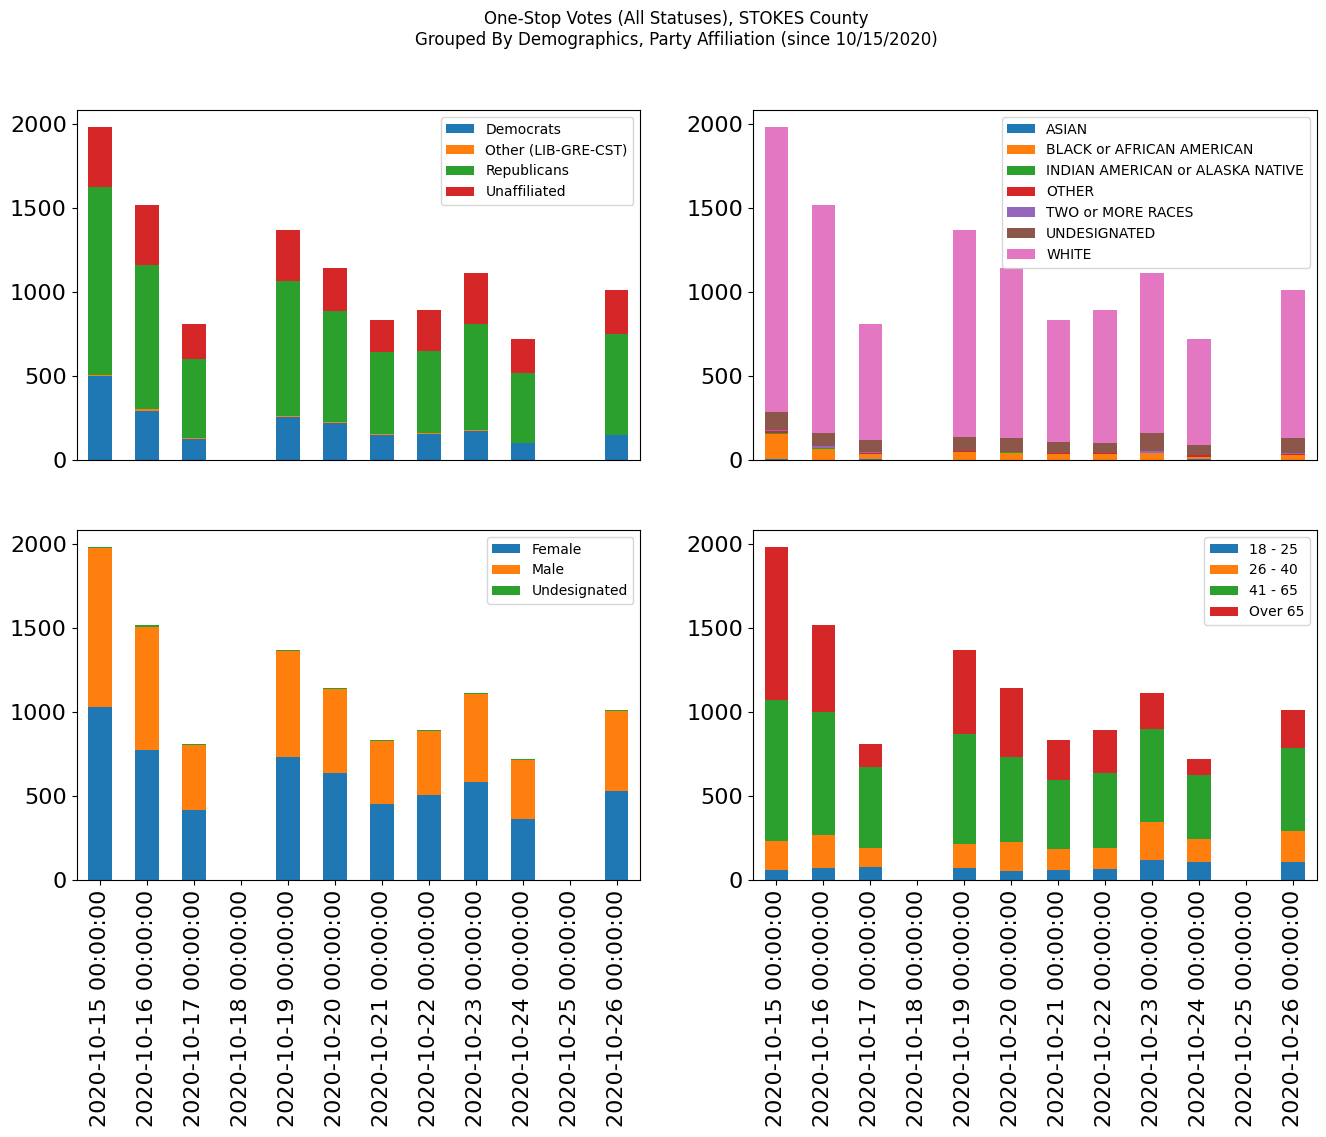 One-Stop Votes (All Statuses), STOKES County
Grouped By Demographics, Party Affiliation (since 10/15/2020)
2000
1500
1000
500
0
Democrats
Other (LIB-GRE-CST)
Republicans
Unaffiliated
2000
1500
1000
500
0
ASIAN
BLACK or AFRICAN AMERICAN
INDIAN AMERICAN or ALASKA NATIVE
OTHER
TWO or MORE RACES
UNDESIGNATED
WHITE
2000
1500
1000
500
0
Female
Male
Undesignated
2020-10-15 00:00:00
2020-10-16 00:00:00
2020-10-17 00:00:00
2020-10-18 00:00:00
2020-10-19 00:00:00
2020-10-20 00:00:00
2020-10-21 00:00:00
2020-10-22 00:00:00
2020-10-23 00:00:00
2020-10-24 00:00:00
2020-10-25 00:00:00
2020-10-26 00:00:00
2000
1500
1000
500
0
18 - 25
26 - 40
41 - 65
Over 65
2020-10-15 00:00:00
2020-10-16 00:00:00
2020-10-17 00:00:00
2020-10-18 00:00:00
2020-10-19 00:00:00
2020-10-20 00:00:00
2020-10-21 00:00:00
2020-10-22 00:00:00
2020-10-23 00:00:00
2020-10-24 00:00:00
2020-10-25 00:00:00
2020-10-26 00:00:00